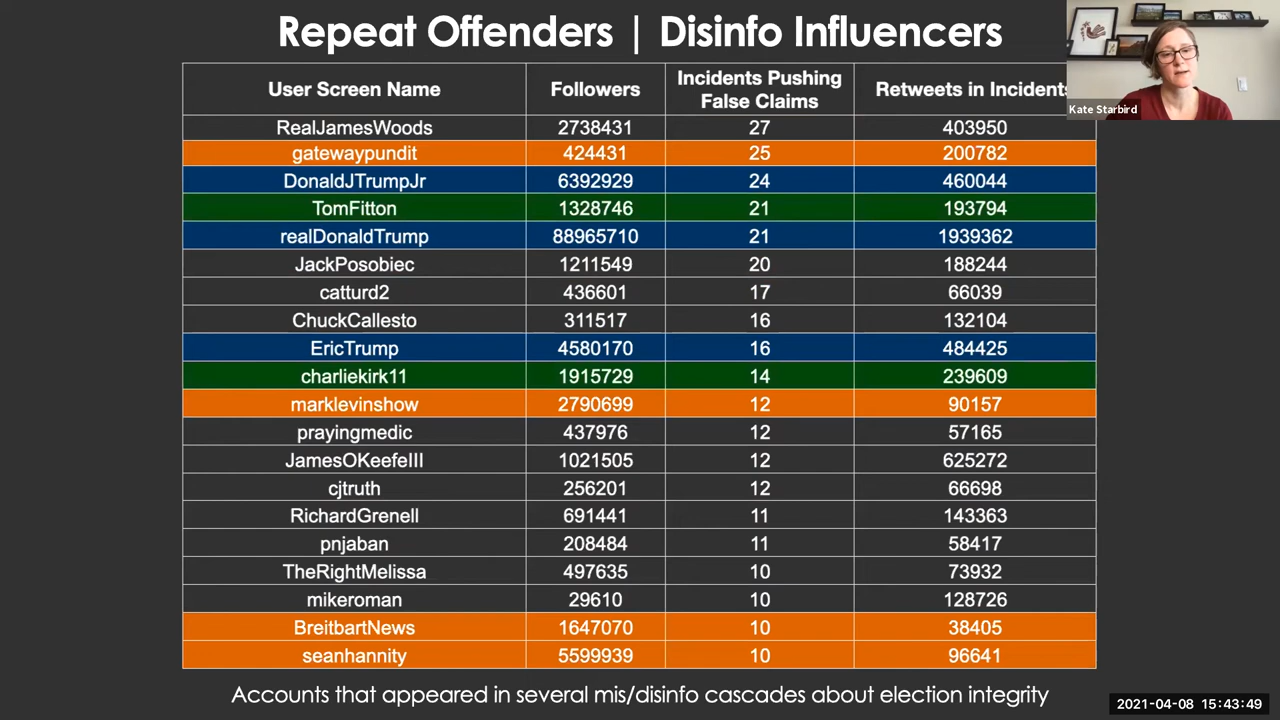 Repeat Offenders | Disinfo Influencers
User Screen Name Followers Incidents Pushing False Claims Retweets in Incidents
Kate Starbird
RealJamesWoods 2738431 27 403950
gatewaypundit 424431 25 200782
DonaldJTrumpJr 6392929 24 460044
TomFitton 1328746 21 193794
realDonaldTrump 88965710 21 1939362
JackPosobiec 1211549 20 188244
catturd2 436601 17 66039
ChuckCallesto 311517 16 132104
EricTrump 4580170 16 484425
charliekirk11 1915729 14 239609
marklevinshow 2790699 12 90157
prayingmedic 437976 12 57165
JamesOKeefeIII 1021505 12 625272
cjtruth 256201 12 66698
RichardGrenell 691441 11 143363
pnjaban 208484 11 58417
TheRightMelissa 497635 10 73932
mikeroman 29610 10 128726
BreitbartNews 1647070 10 38405
seanhannity 5599939 10 96641
Accounts that appeared in several mis/disinfo cascades about election integrity
2021-04-08 15:43:49